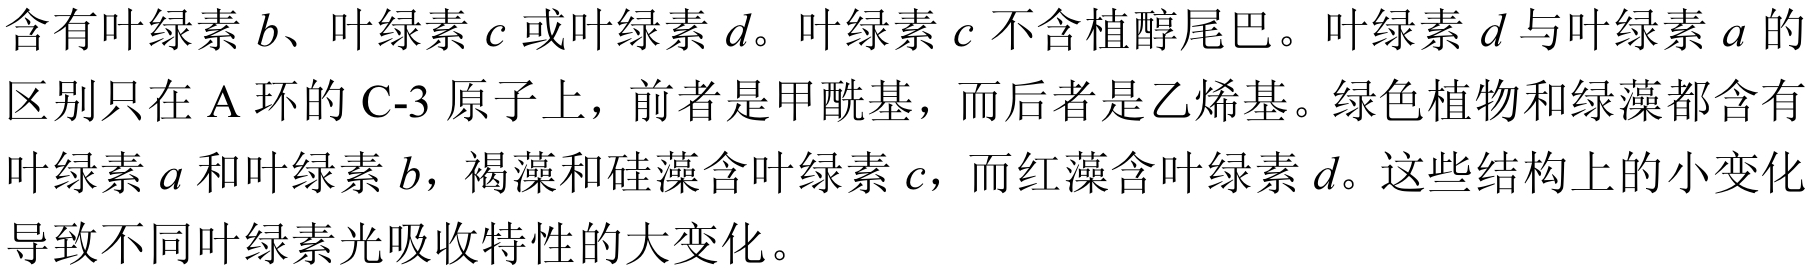 含有叶绿素 b、叶绿素 c 或叶绿素 d。叶绿素 c 不含植醇尾巴。叶绿素 d 与叶绿素 a 的
区别只在 A 环的 C-3 原子上，前者是甲酰基，而后者是乙烯基。绿色植物和绿藻都含有
叶绿素 a 和叶绿素 b，褐藻和硅藻含叶绿素 c，而红藻含叶绿素 d。这些结构上的小变化
导致不同叶绿素光吸收特性的大变化。